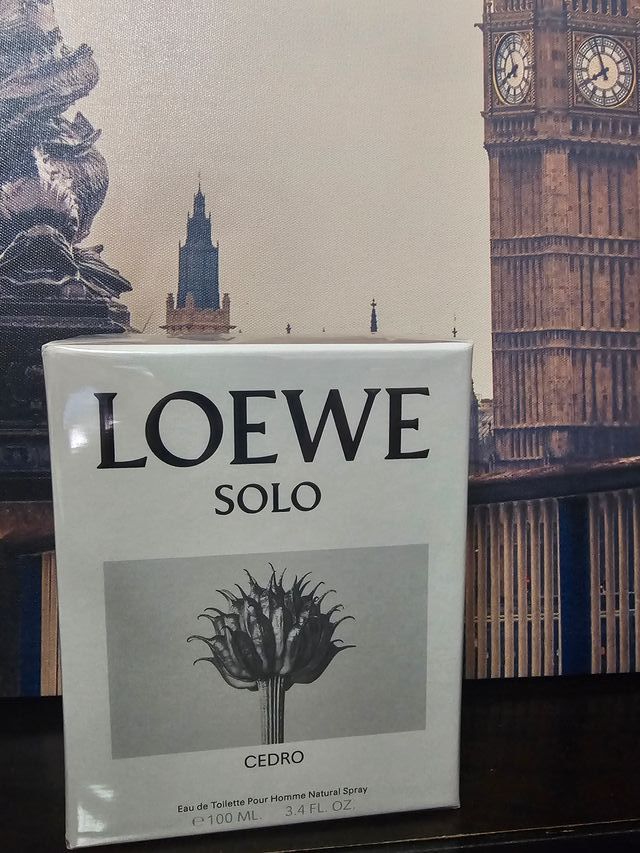 LOEWE
SOLO
CEDRO
Eau de Toilette Pour Homme Natural Spray
℮100 ML. 3.4 FL. OZ.